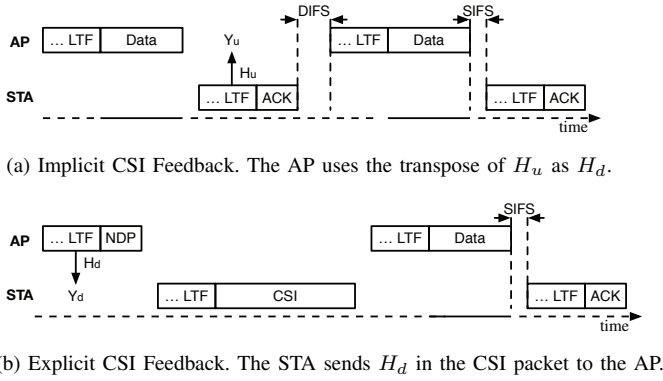 DIFS SIFS
AP ... LTF Data Yu ... LTF Data
Hu
STA ... LTF ACK ... LTF ACK
time
(a) Implicit CSI Feedback. The AP uses the transpose of Hu as Hd.
SIFS
AP ... LTF NDP ... LTF Data
Hd
STA Yd ... LTF CSI ... LTF ACK
time
(b) Explicit CSI Feedback. The STA sends Hd in the CSI packet to the AP.